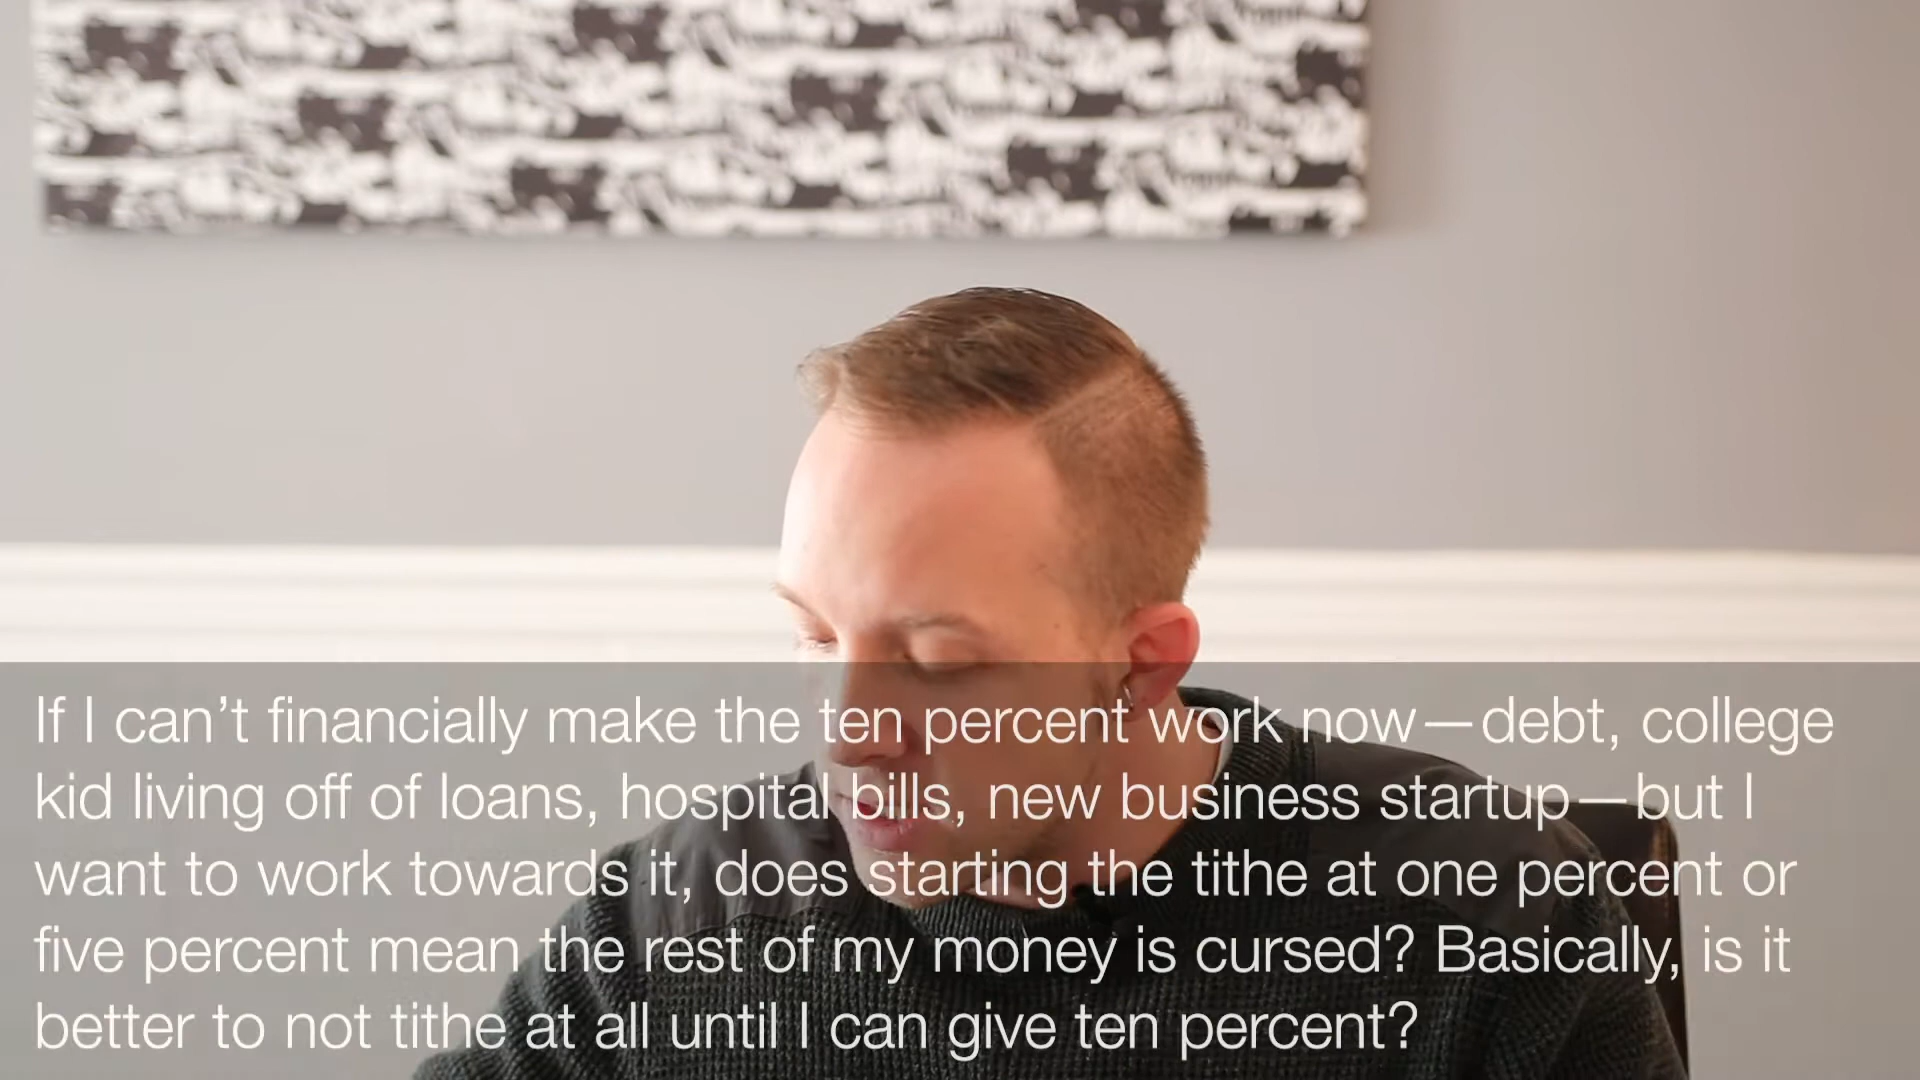 If I can’t financially make the ten percent work now—debt, college
kid living off of loans, hospital bills, new business startup—but I
want to work towards it, does starting the tithe at one percent or
five percent mean the rest of my money is cursed? Basically, is it
better to not tithe at all until I can give ten percent?